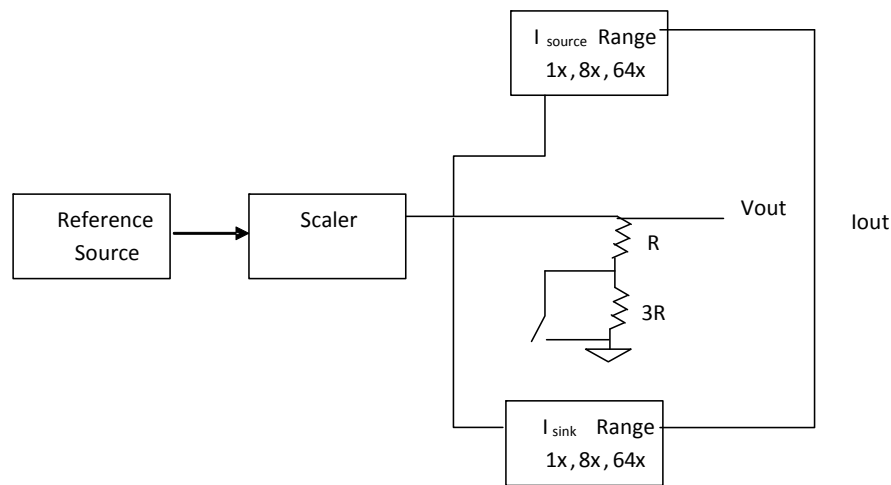 I source Range
1x,8x,64x
Reference
Source
Scaler
Vout
Iout
R
3R
I sink Range
1x,8x,64x